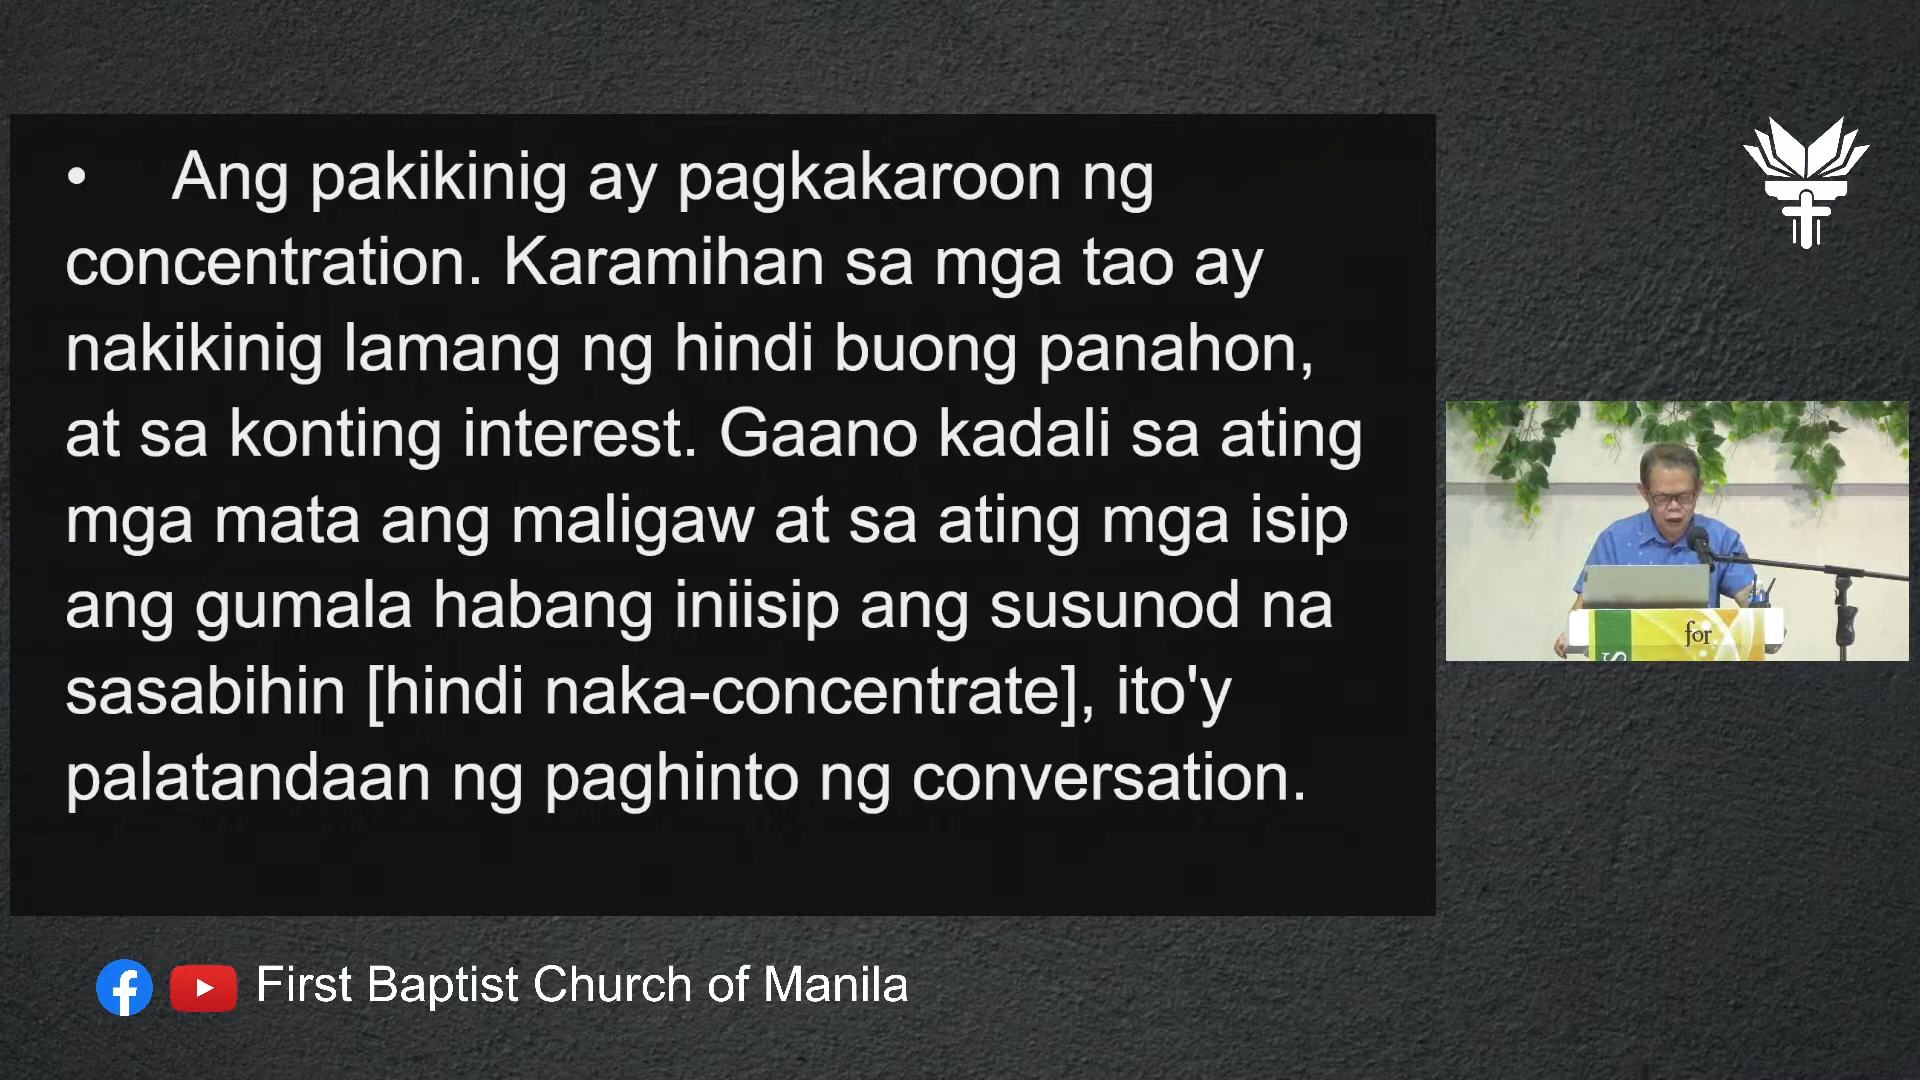 • Ang pakikinig ay pagkakaroon ng
concentration. Karamihan sa mga tao ay
nakikinig lamang ng hindi buong panahon,
at sa konting interest. Gaano kadali sa ating
mga mata ang maligaw at sa ating mga isip
ang gumala habang iniisip ang susunod na
sasabihin [hindi naka-concentrate], ito'y
palatandaan ng paghinto ng conversation.
for
S
First Baptist Church of Manila